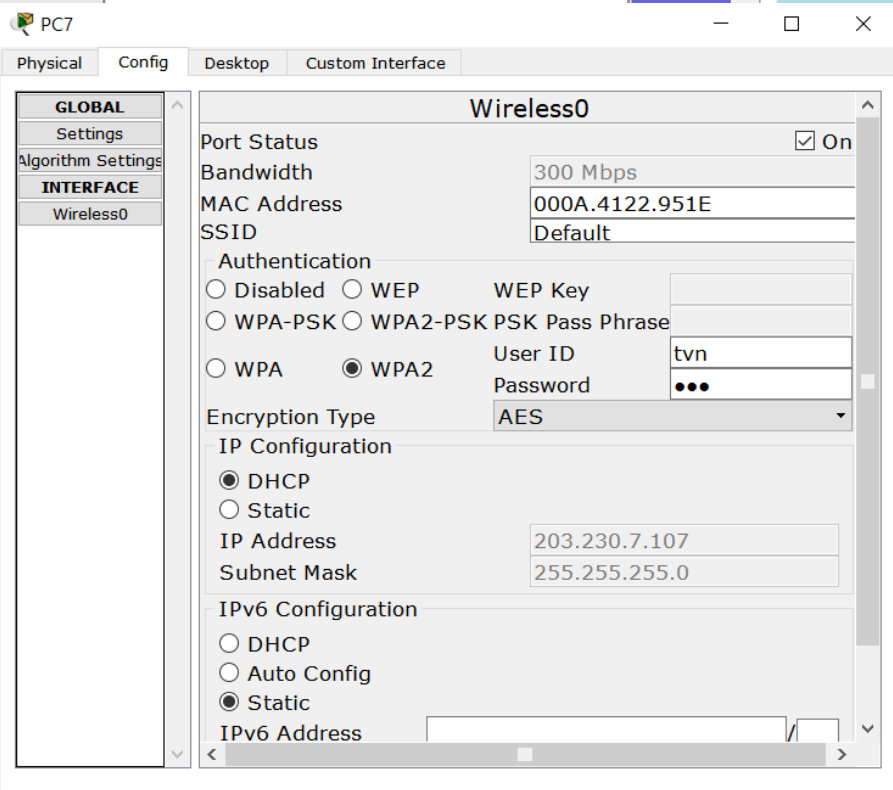 PC7
Physical Config Desktop Custom Interface
GLOBAL
Settings
Algorithm Settings
INTERFACE
Wireless0
Wireless0
Port Status On
Bandwidth 300 Mbps
MAC Address 000A.4122.951E
SSID Default
Authentication
Disabled WEP WEP Key
WPA-PSK WPA2-PSK PSK Pass Phrase
User ID tvn
WPA WPA2
Password ●●●
Encryption Type AES
IP Configuration
DHCP
Static
IP Address 203.230.7.107
Subnet Mask 255.255.255.0
IPv6 Configuration
DHCP
Auto Config
Static
IPv6 Address /